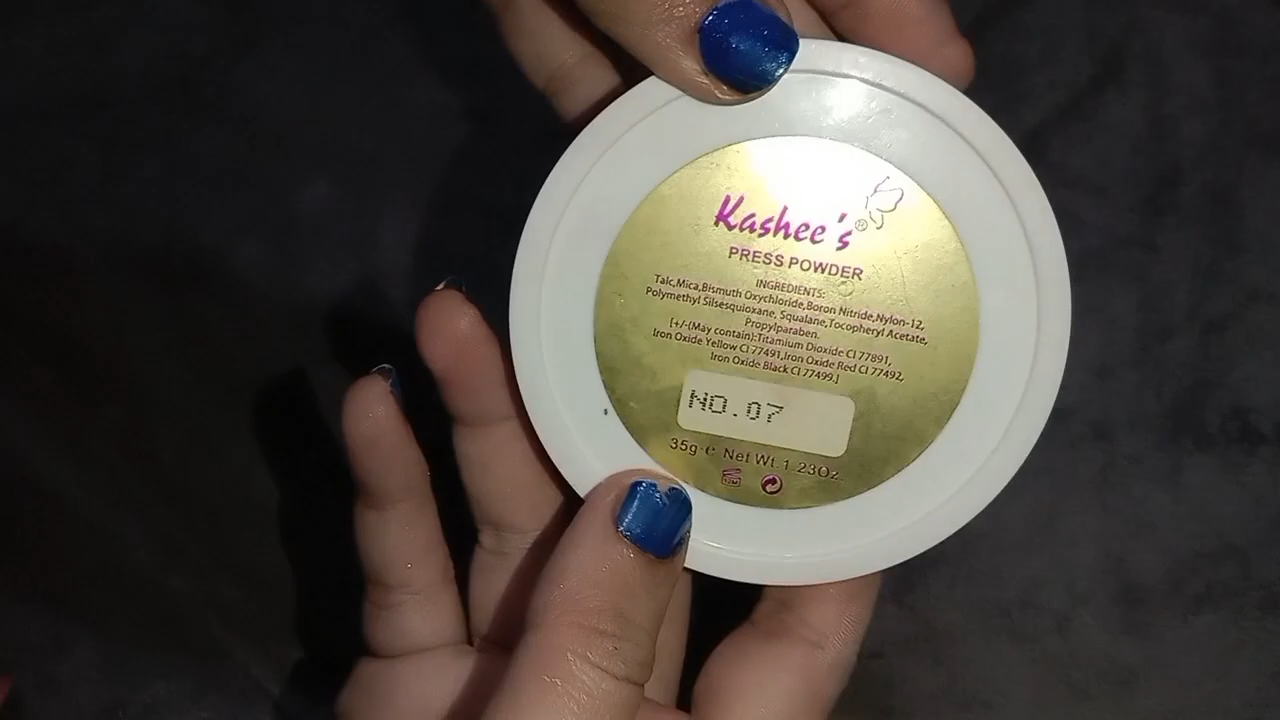 Kashee's®
PRESS POWDER
INGREDIENTS:
Talc,Mica,Bismuth Oxychloride,Boron Nitride,Nylon-12,
Polymethyl Silsesquioxane, Squalane,Tocopheryl Acetate,
Propylparaben.
[+/-(May contain):Titamium Dioxide CI 77891,
Iron Oxide Yellow CI 77491,Iron Oxide Red CI 77492,
Iron Oxide Black CI 77499.]
NO.07
35g ℮ Net Wt.1.23Oz.
12M